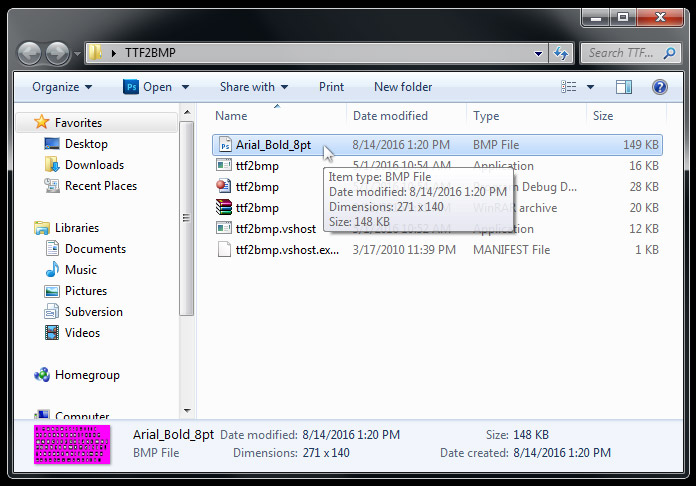 TTF2BMP
Search TTF...
Organize Open Share with Print New folder
Name Date modified Type Size
Favorites
Desktop
Downloads
Recent Places
Libraries
Documents
Music
Pictures
Subversion
Videos
Homegroup
Computer
Arial_Bold_8pt 8/14/2016 1:20 PM BMP File 149 KB
ttf2bmp 5/1/2016 10:54 AM Application 16 KB
ttf2bmp Debug D... 28 KB
ttf2bmp WinRAR archive 20 KB
ttf2bmp.vshost Application 12 KB
ttf2bmp.vshost.ex... 3/17/2010 11:39 PM MANIFEST File 1 KB
Item type: BMP File
Date modified: 8/14/2016 1:20 PM
Dimensions: 271 x 140
Size: 148 KB
Arial_Bold_8pt Date modified: 8/14/2016 1:20 PM Size: 148 KB
BMP File Dimensions: 271 x 140 Date created: 8/14/2016 1:20 PM